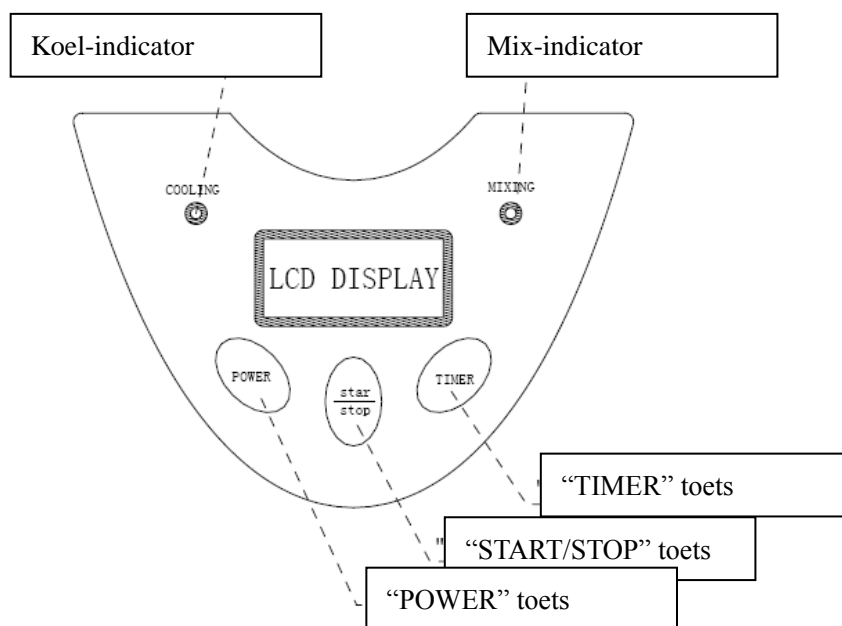 Koel-indicator
Mix-indicator
COOLING
MIXING
LCD DISPLAY
POWER
star
stop
TIMER
“TIMER” toets
“START/STOP” toets
“POWER” toets